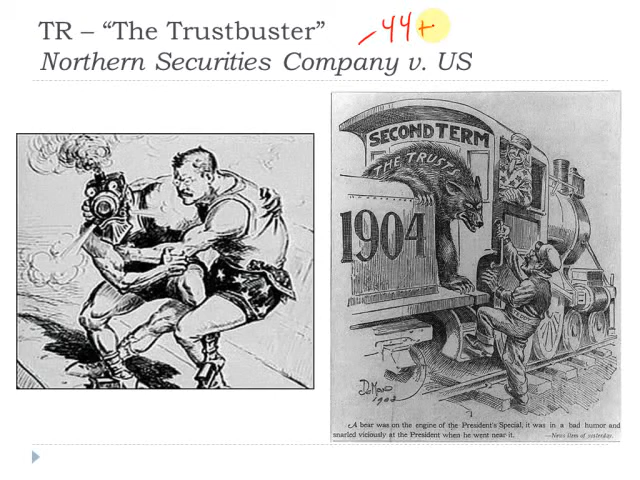 TR – “The Trustbuster” – 44+
Northern Securities Company v. US
SECOND TERM
THE TRUSTS
1904
A bear was on the engine of the President's Special, it was in a bad humor and
snarled viciously at the President when he went near it. —News item of yesterday.